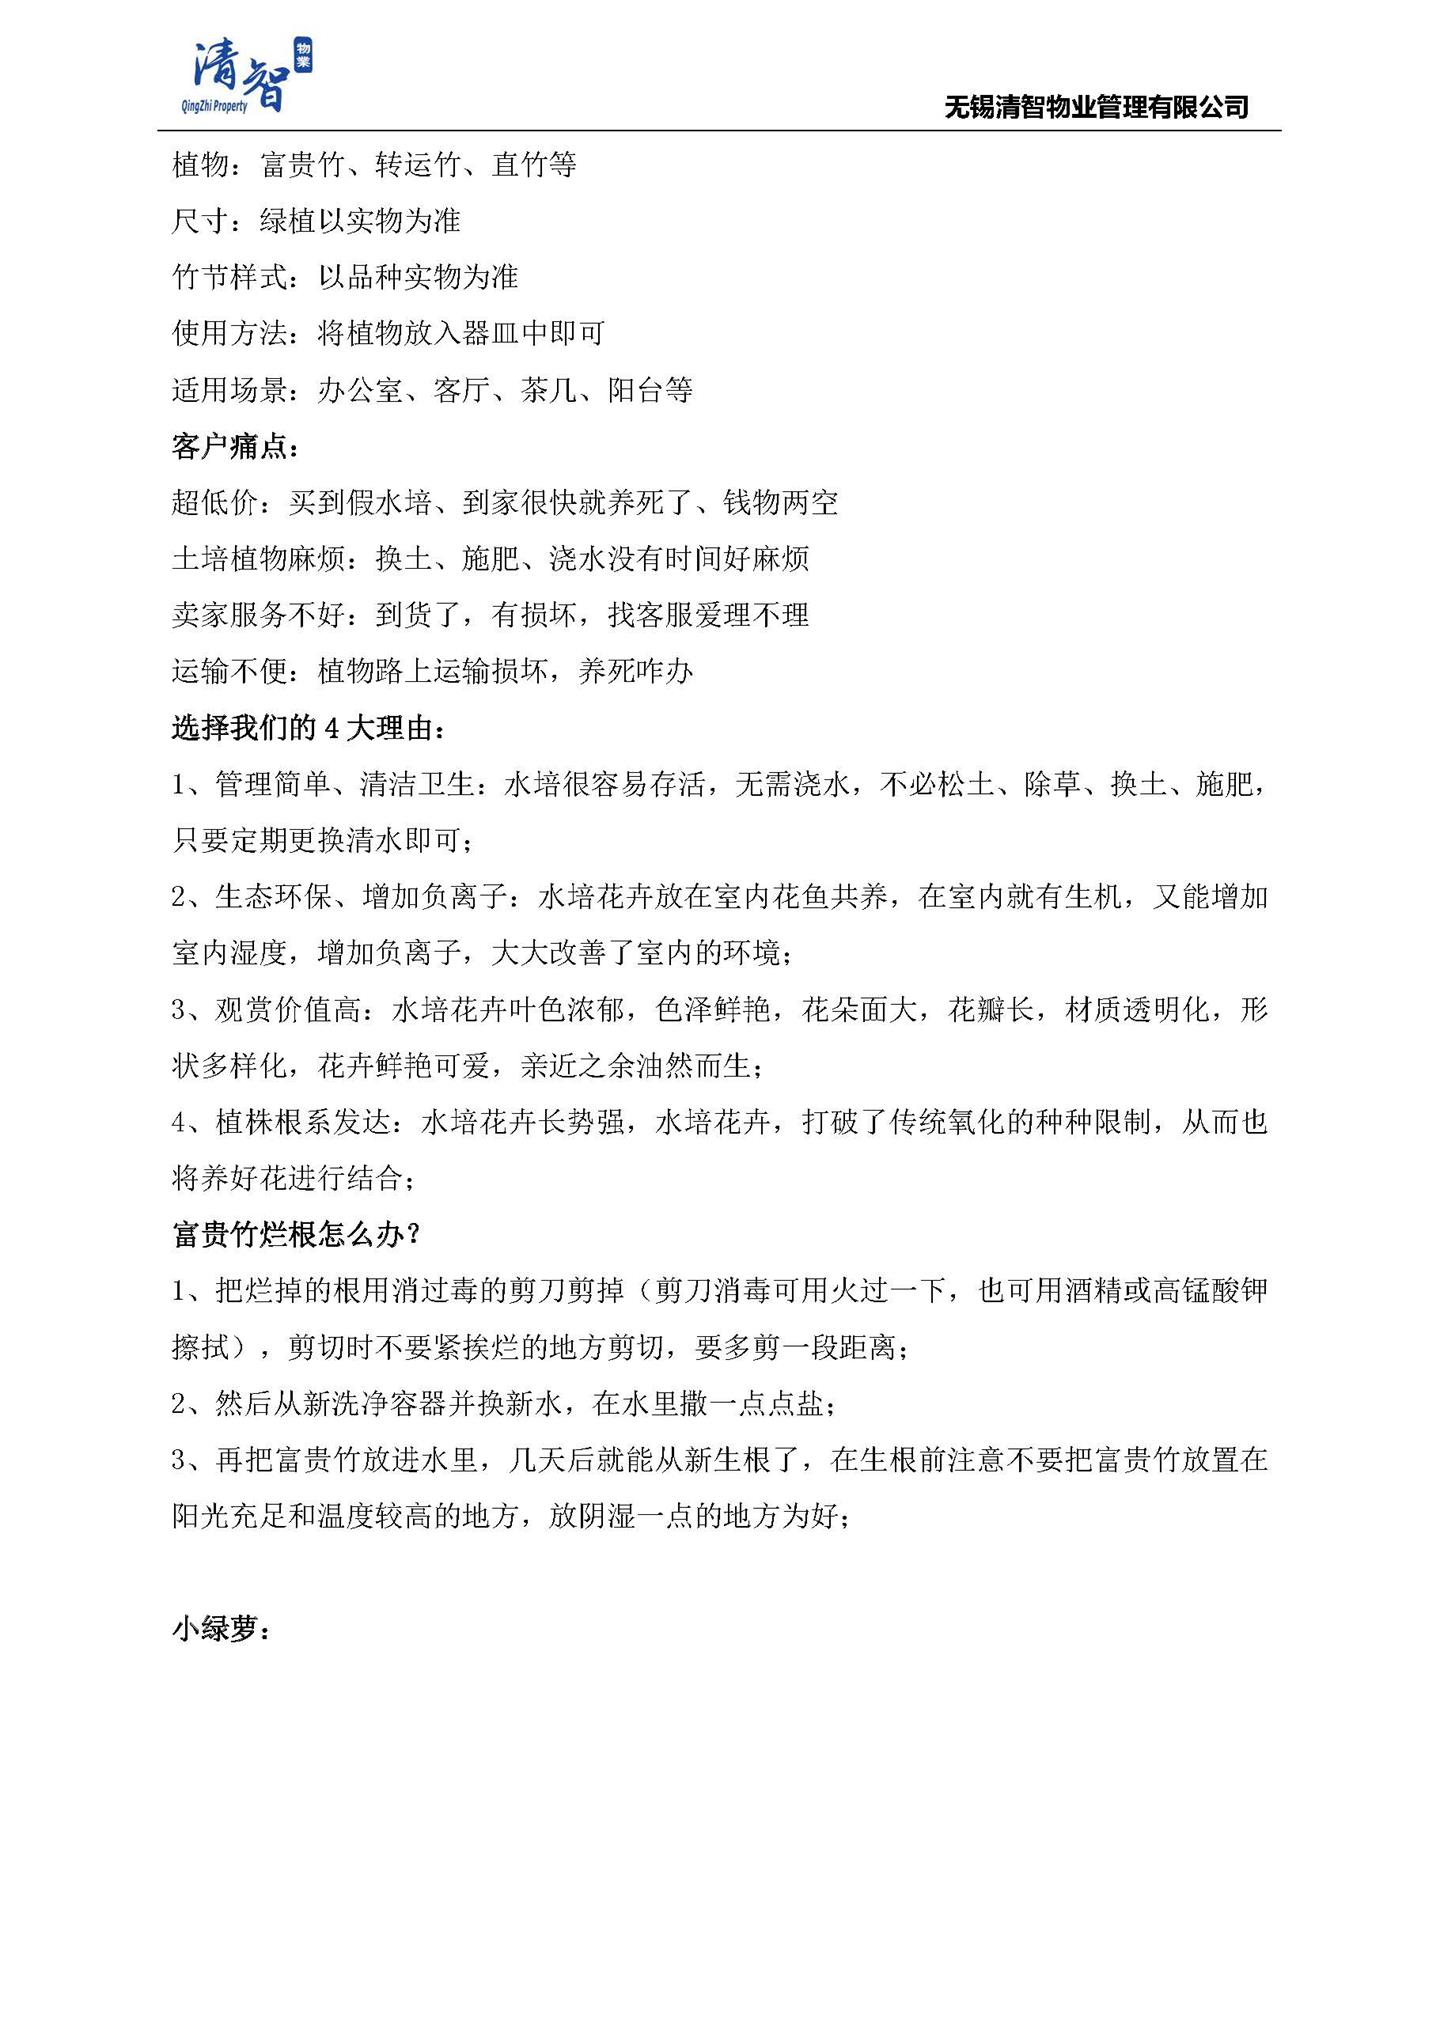 清智
物業
QingZhi Property
无锡清智物业管理有限公司
植物：富贵竹、转运竹、直竹等
尺寸：绿植以实物为准
竹节样式：以品种实物为准
使用方法：将植物放入器皿中即可
适用场景：办公室、客厅、茶几、阳台等
客户痛点：
超低价：买到假水培、到家很快就养死了、钱物两空
土培植物麻烦：换土、施肥、浇水没有时间好麻烦
卖家服务不好：到货了，有损坏，找客服爱理不理
运输不便：植物路上运输损坏，养死咋办
选择我们的 4 大理由：
1、管理简单、清洁卫生：水培很容易存活，无需浇水，不必松土、除草、换土、施肥，
只要定期更换清水即可；
2、生态环保、增加负离子：水培花卉放在室内花鱼共养，在室内就有生机，又能增加
室内湿度，增加负离子，大大改善了室内的环境；
3、观赏价值高：水培花卉叶色浓郁，色泽鲜艳，花朵面大，花瓣长，材质透明化，形
状多样化，花卉鲜艳可爱，亲近之余油然而生；
4、植株根系发达：水培花卉长势强，水培花卉，打破了传统氧化的种种限制，从而也
将养好花进行结合；
富贵竹烂根怎么办？
1、把烂掉的根用消过毒的剪刀剪掉（剪刀消毒可用火过一下，也可用酒精或高锰酸钾
擦拭），剪切时不要紧挨烂的地方剪切，要多剪一段距离；
2、然后从新洗净容器并换新水，在水里撒一点点盐；
3、再把富贵竹放进水里，几天后就能从新生根了，在生根前注意不要把富贵竹放置在
阳光充足和温度较高的地方，放阴湿一点的地方为好；
小绿萝：